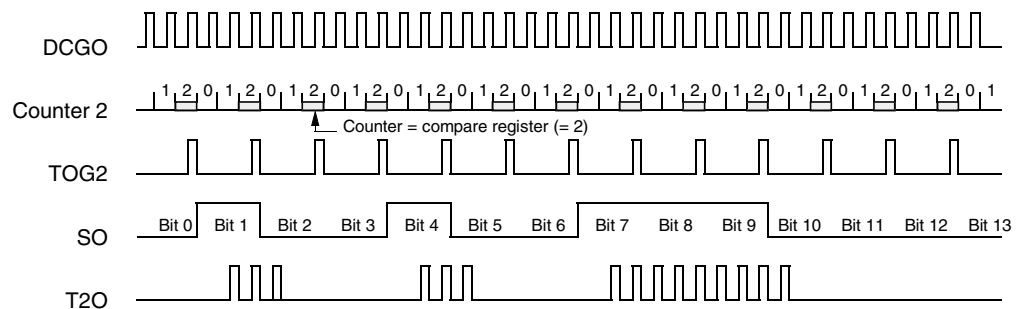 DCGO
1 2 0 1 2 0 1 2 0 1 2 0 1 2 0 1 2 0 1 2 0 1 2 0 1 2 0 1 2 0 1 2 0 1 2 0 1 2 0 1
Counter 2
Counter = compare register (= 2)
TOG2
SO Bit 0 Bit 1 Bit 2 Bit 3 Bit 4 Bit 5 Bit 6 Bit 7 Bit 8 Bit 9 Bit 10 Bit 11 Bit 12 Bit 13
T2O